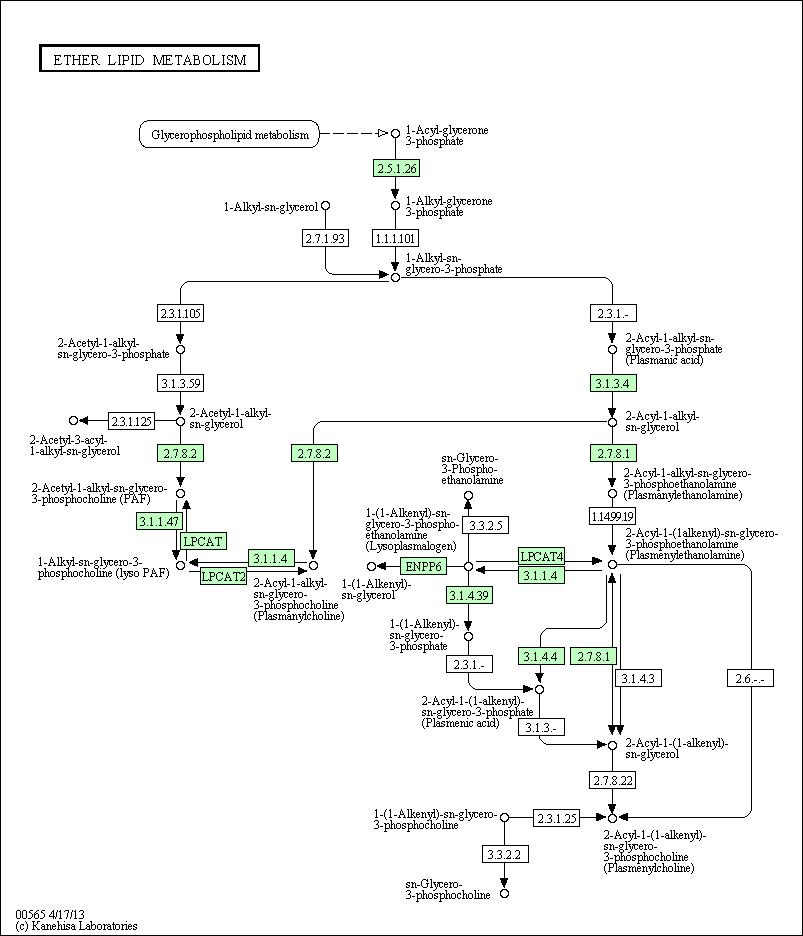 ETHER LIPID METABOLISM
Glycerophospholipid metabolism
1-Acyl-glycerone
3-phosphate
2.5.1.26
1-Alkyl-sn-glycerol
1-Alkyl-glycerone
3-phosphate
2.7.1.93
1.1.1.101
1-Alkyl-sn-
glycero-3-phosphate
2.3.1.105
2.3.1.-
2-Acetyl-1-alkyl-
sn-glycero-3-phosphate
2-Acyl-1-alkyl-sn-
glycero-3-phosphate
(Plasmanic acid)
3.1.3.59
3.1.3.4
2.3.1.125
2-Acetyl-1-alkyl-
sn-glycerol
2-Acyl-1-alkyl-
sn-glycerol
2-Acetyl-3-acyl-
1-alkyl-sn-glycerol
2.7.8.2
2.7.8.2
2.7.8.1
sn-Glycero-
3-Phospho-
ethanolamine
2-Acetyl-1-alkyl-sn-glycero-
3-phosphocholine (PAF)
2-Acyl-1-alkyl-sn-glycero-
3-phosphoethanolamine
(Plasmanylethanolamine)
3.1.1.47
LPCAT
1-(1-Alkenyl)-sn-
glycero-3-phospho-
ethanolamine
(Lysoplasmalogen)
3.3.2.5
1.14.99.19
2-Acyl-1-(1alkenyl)-sn-glycero-
3-phosphoethanolamine
(Plasmenylethanolamine)
1-Alkyl-sn-glycero-3-
phosphocholine (lyso PAF)
3.1.1.4
LPCAT2
ENPP6
LPCAT4
3.1.1.4
2-Acyl-1-alkyl-
sn-glycero-
3-phosphocholine
(Plasmanylcholine)
1-(1-Alkenyl)-
sn-glycerol
3.1.4.39
1-(1-Alkenyl)-
sn-glycero-3-
phosphate
2.3.1.-
3.1.4.4
2.7.8.1
3.1.4.3
2.6.-.-
2-Acyl-1-(1-alkenyl)-
sn-glycero-3-phosphate
(Plasmenic acid)
3.1.3.-
2-Acyl-1-(1-alkenyl)-
sn-glycerol
2.7.8.22
1-(1-Alkenyl)-sn-glycero-
3-phosphocholine
2.3.1.25
2-Acyl-1-(1-alkenyl)-
sn-glycero-
3-phosphocholine
(Plasmenylcholine)
3.3.2.2
sn-Glycero-
3-phosphocholine
00565 4/17/13
(c) Kanehisa Laboratories